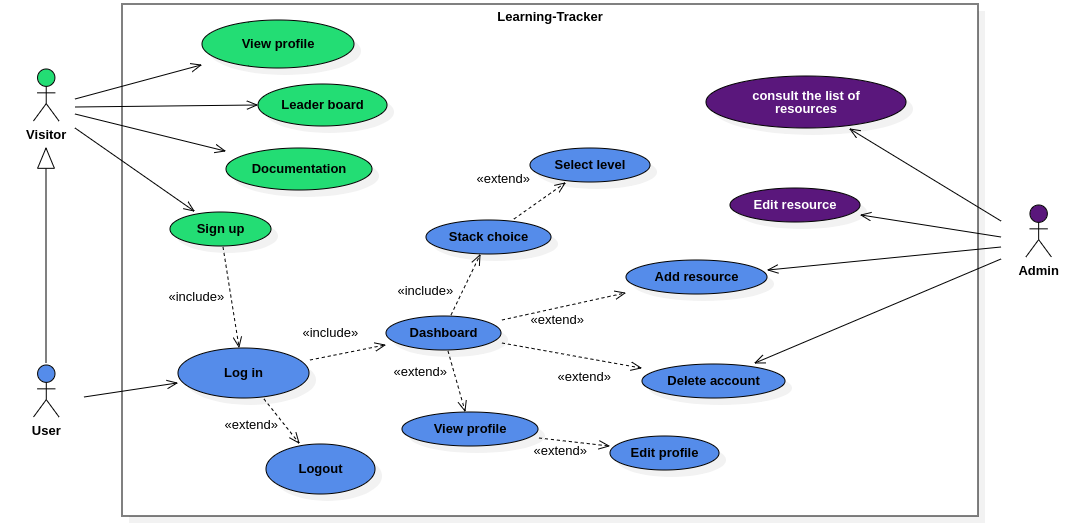 Learning-Tracker
View profile
Leader board
Documentation
Sign up
Visitor
User
consult the list of
resources
Edit resource
Admin
Select level
«extend»
Stack choice
«include»
Add resource
«extend»
«include»
«include»
Dashboard
Log in
«extend»
«extend»
Delete account
«extend»
Logout
View profile
«extend»
Edit profile